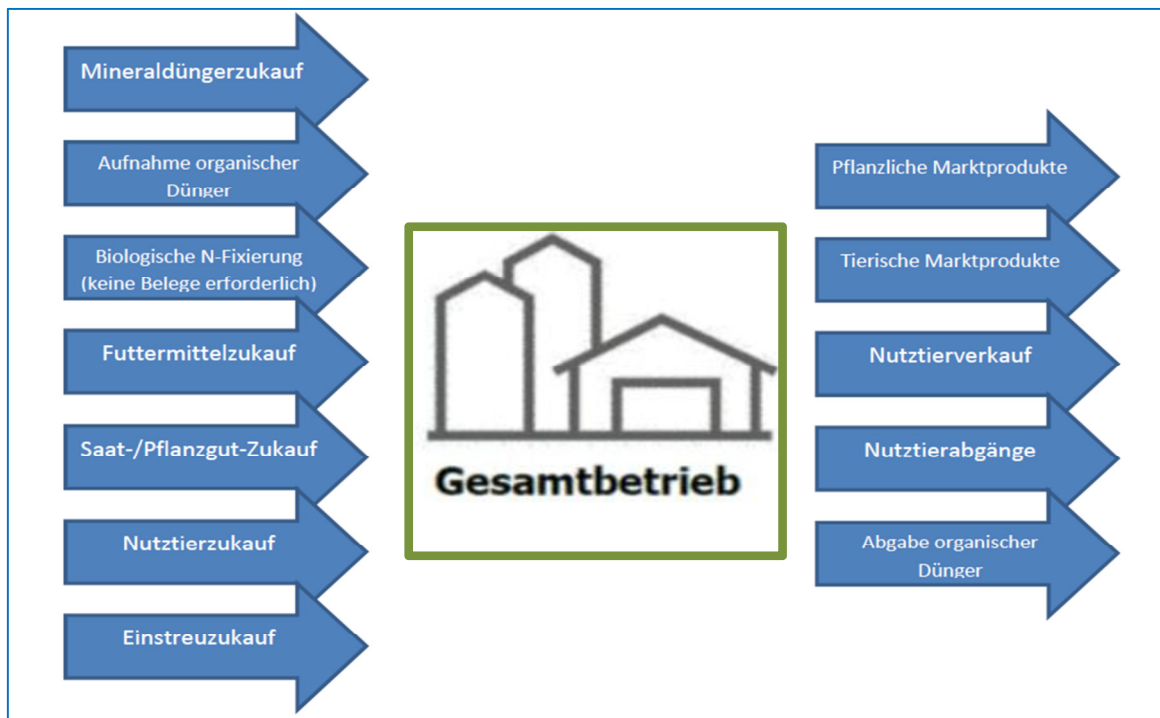 Mineraldüngerzukauf
Aufnahme organischer
Dünger
Biologische N-Fixierung
(keine Belege erforderlich)
Futtermittelzukauf
Saat-/Pflanzgut-Zukauf
Nutztierzukauf
Einstreuzukauf
Gesamtbetrieb
Pflanzliche Marktprodukte
Tierische Marktprodukte
Nutztierverkauf
Nutztierabgänge
Abgabe organischer
Dünger